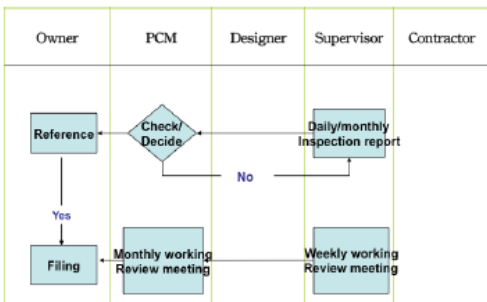 Owner PCM Designer Supervisor Contractor
Reference
Check/
Decide
Daily/monthly
Inspection report
No
Yes
Filing
Monthly working
Review meeting
Weekly working
Review meeting